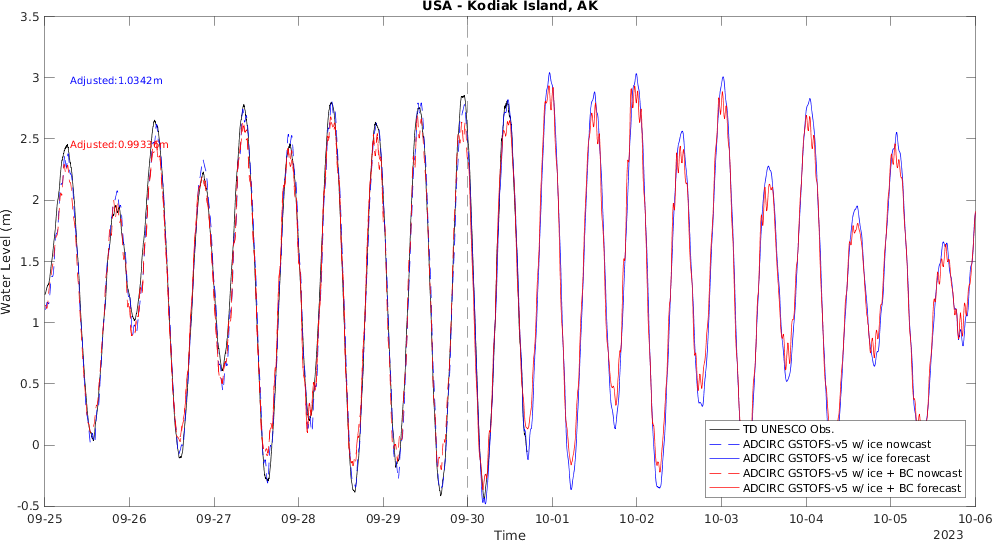 USA - Kodiak Island, AK
3.5
3
2.5
2
1.5
1
0.5
0
-0.5
Water Level (m)
Adjusted:1.0342m
09-25
09-26
09-27
09-28
09-29
09-30
10-01
10-02
10-03
10-04
10-05
10-06
Time
2023
TD UNESCO Obs.
ADCIRC GSTOFS-v5 w/ ice nowcast
ADCIRC GSTOFS-v5 w/ ice forecast
ADCIRC GSTOFS-v5 w/ ice + BC nowcast
ADCIRC GSTOFS-v5 w/ ice + BC forecast